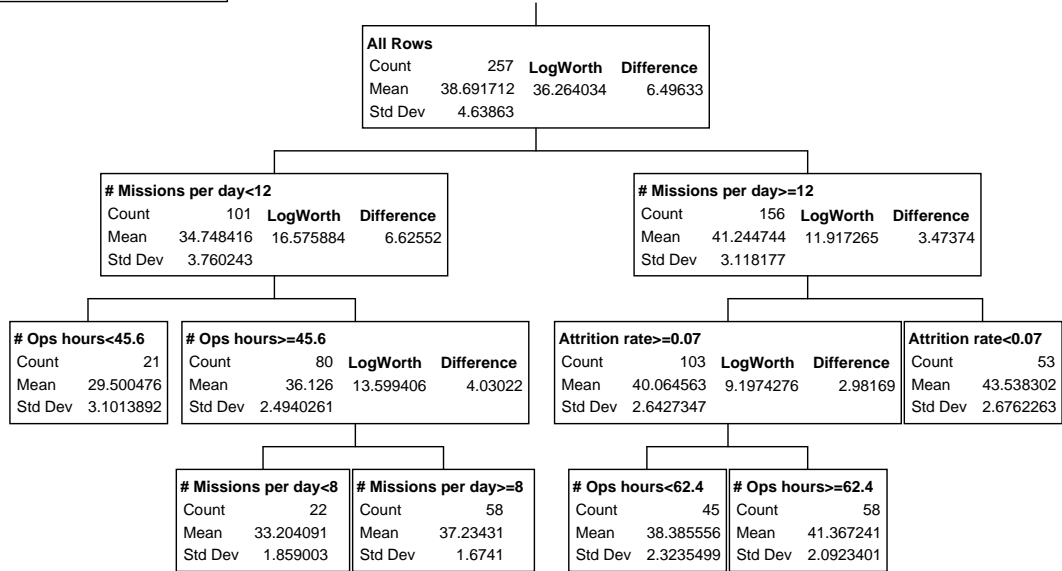 All Rows
Count 257 LogWorth Difference
Mean 38.691712 36.264034 6.49633
Std Dev 4.63863
# Missions per day<12
Count 101 LogWorth Difference
Mean 34.748416 16.575884 6.62552
Std Dev 3.760243
# Missions per day>=12
Count 156 LogWorth Difference
Mean 41.244744 11.917265 3.47374
Std Dev 3.118177
# Ops hours<45.6
Count 21
Mean 29.500476
Std Dev 3.1013892
# Ops hours>=45.6
Count 80 LogWorth Difference
Mean 36.126 13.599406 4.03022
Std Dev 2.4940261
Attrition rate>=0.07
Count 103 LogWorth Difference
Mean 40.064563 9.1974276 2.98169
Std Dev 2.6427347
Attrition rate<0.07
Count 53
Mean 43.538302
Std Dev 2.6762263
# Missions per day<8
Count 22
Mean 33.204091
Std Dev 1.859003
# Missions per day>=8
Count 58
Mean 37.23431
Std Dev 1.6741
# Ops hours<62.4
Count 45
Mean 38.385556
Std Dev 2.3235499
# Ops hours>=62.4
Count 58
Mean 41.367241
Std Dev 2.0923401